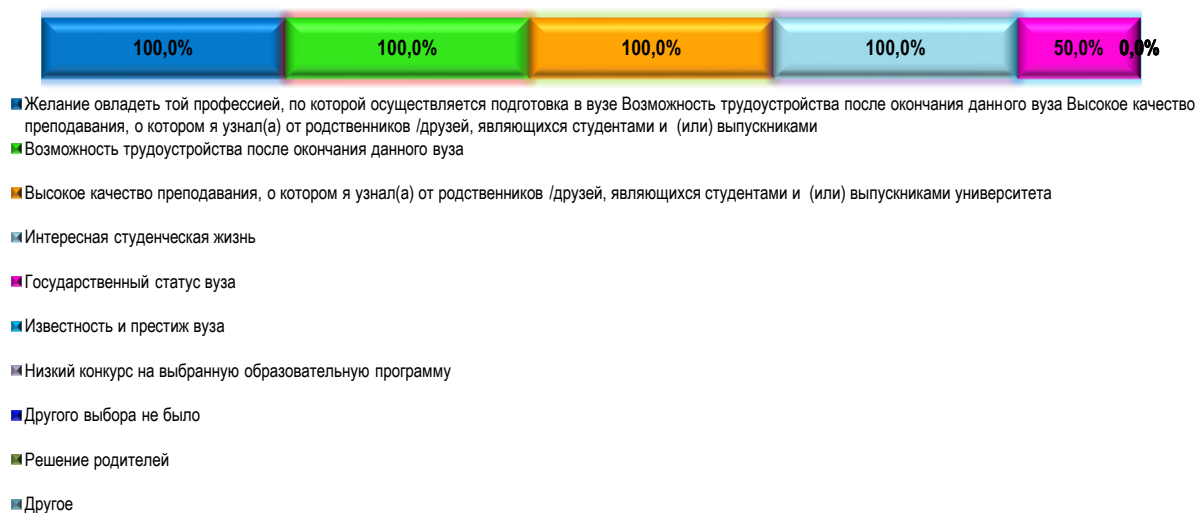 100,0% 100,0% 100,0% 100,0% 50,0% 0,0%
Желание овладеть той профессией, по которой осуществляется подготовка в вузе Возможность трудоустройства после окончания данного вуза Высокое качество
преподавания, о котором я узнал(а) от родственников /друзей, являющихся студентами и (или) выпускниками
Возможность трудоустройства после окончания данного вуза
Высокое качество преподавания, о котором я узнал(а) от родственников /друзей, являющихся студентами и (или) выпускниками университета
Интересная студенческая жизнь
Государственный статус вуза
Известность и престиж вуза
Низкий конкурс на выбранную образовательную программу
Другого выбора не было
Решение родителей
Другое